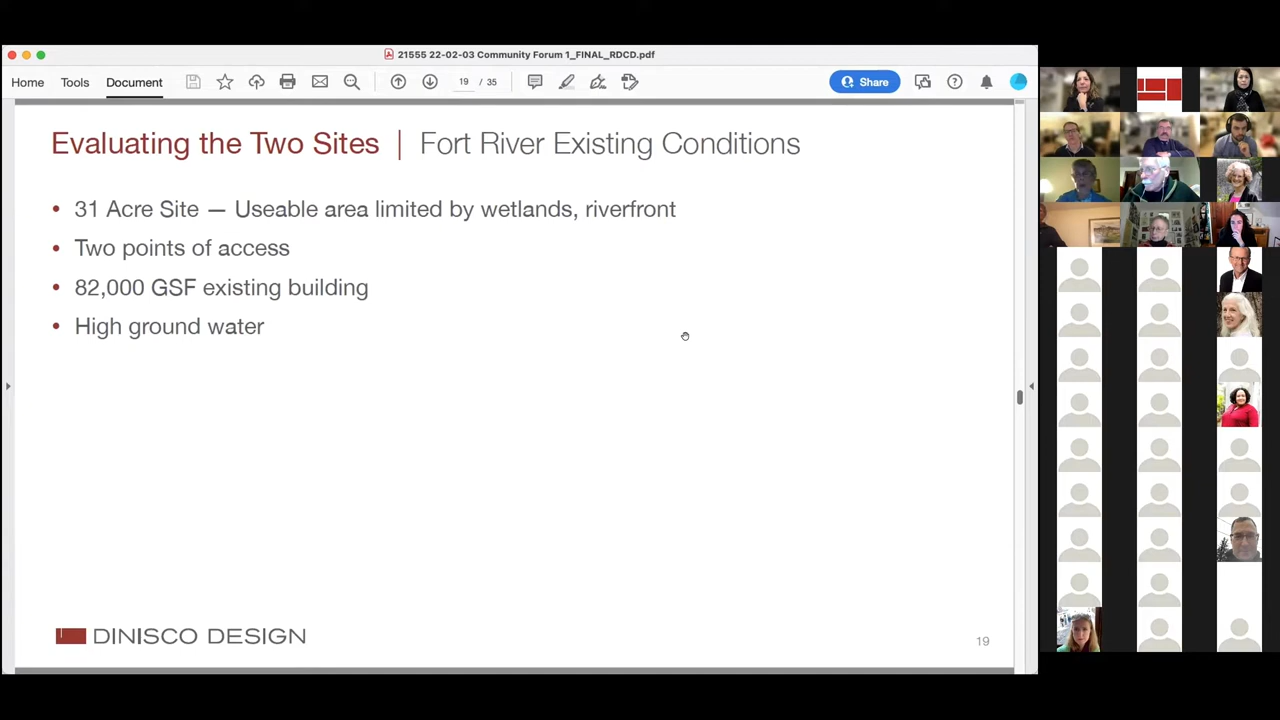 21555 22-02-03 Community Forum 1_FINAL_RDCD.pdf
Home Tools Document 19 / 35 Share
Evaluating the Two Sites | Fort River Existing Conditions
• 31 Acre Site — Useable area limited by wetlands, riverfront
• Two points of access
• 82,000 GSF existing building
• High ground water
DINISCO DESIGN
19